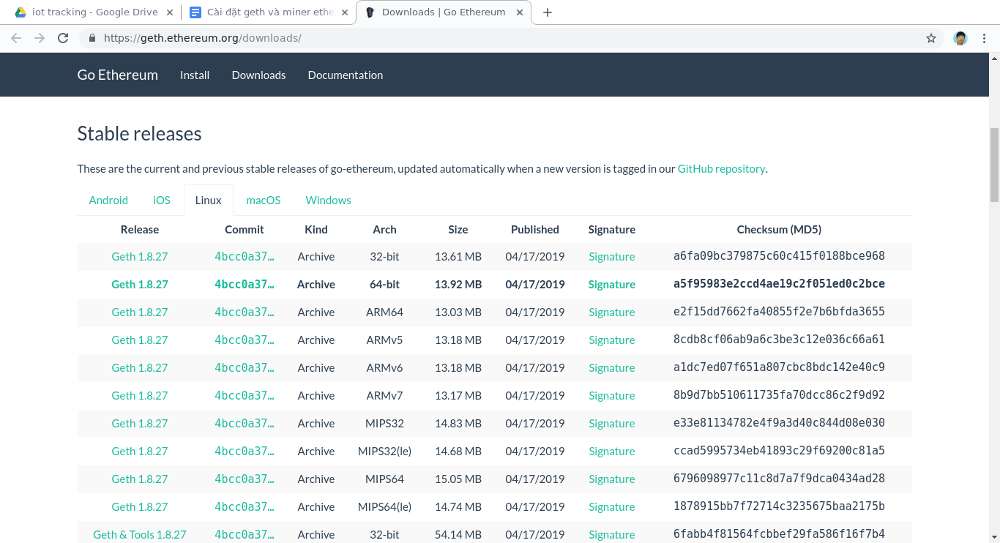 iot tracking - Google Drive
Cài đặt geth và miner ethe
Downloads | Go Ethereum
https://geth.ethereum.org/downloads/
Go Ethereum Install Downloads Documentation
Stable releases
These are the current and previous stable releases of go-ethereum, updated automatically when a new version is tagged in our GitHub repository.
Android iOS Linux macOS Windows
Release Commit Kind Arch Size Published Signature Checksum (MD5)
Geth 1.8.27 4bcc0a37… Archive 32-bit 13.61 MB 04/17/2019 Signature a6fa09bc379875c60c415f0188bce968
Geth 1.8.27 4bcc0a37… Archive 64-bit 13.92 MB 04/17/2019 Signature a5f95983e2ccd4ae19c2f051ed0c2bce
Geth 1.8.27 4bcc0a37… Archive ARM64 13.03 MB 04/17/2019 Signature e2f15dd7662fa40855f2e7b6bfda3655
Geth 1.8.27 4bcc0a37… Archive ARMv5 13.18 MB 04/17/2019 Signature 8cdb8cf06ab9a6c3be3c12e036c66a61
Geth 1.8.27 4bcc0a37… Archive ARMv6 13.18 MB 04/17/2019 Signature a1dc7ed07f651a807cbc8bdc142e40c9
Geth 1.8.27 4bcc0a37… Archive ARMv7 13.17 MB 04/17/2019 Signature 8b9d7bb510611735fa70dcc86c2f9d92
Geth 1.8.27 4bcc0a37… Archive MIPS32 14.83 MB 04/17/2019 Signature e33e81134782e4f9a3d40c844d08e030
Geth 1.8.27 4bcc0a37… Archive MIPS32(le) 14.68 MB 04/17/2019 Signature ccad5995734eb41893c29f69200c81a5
Geth 1.8.27 4bcc0a37… Archive MIPS64 15.05 MB 04/17/2019 Signature 6796098977c11c8d7a7f9dca0434ad28
Geth 1.8.27 4bcc0a37… Archive MIPS64(le) 14.74 MB 04/17/2019 Signature 1878915bb7f72714c3235675baa2175b
Geth & Tools 1.8.27 4bcc0a37… Archive 32-bit 54.14 MB 04/17/2019 Signature 6fabb4f81564fcbbef29fa586f16f7b4